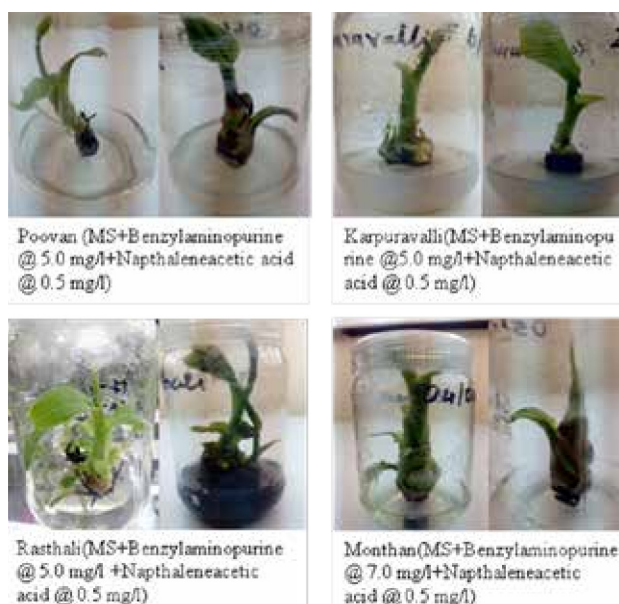 Poovan (MS+Benzylaminopurine
@ 5.0 mg/l+Napthaleneacetic acid
@ 0.5 mg/l)
Karpuravalli(MS+Benzylaminopu
rine @5.0 mg/l+Napthaleneacetic
acid @ 0.5 mg/l)
Rasthali(MS+Benzylaminopurine
@ 5.0 mg/l +Napthaleneacetic
acid @ 0.5 mg/l)
Monthan(MS+Benzylaminopurine
@ 7.0 mg/l+Napthaleneacetic
acid @ 0.5 mg/l)